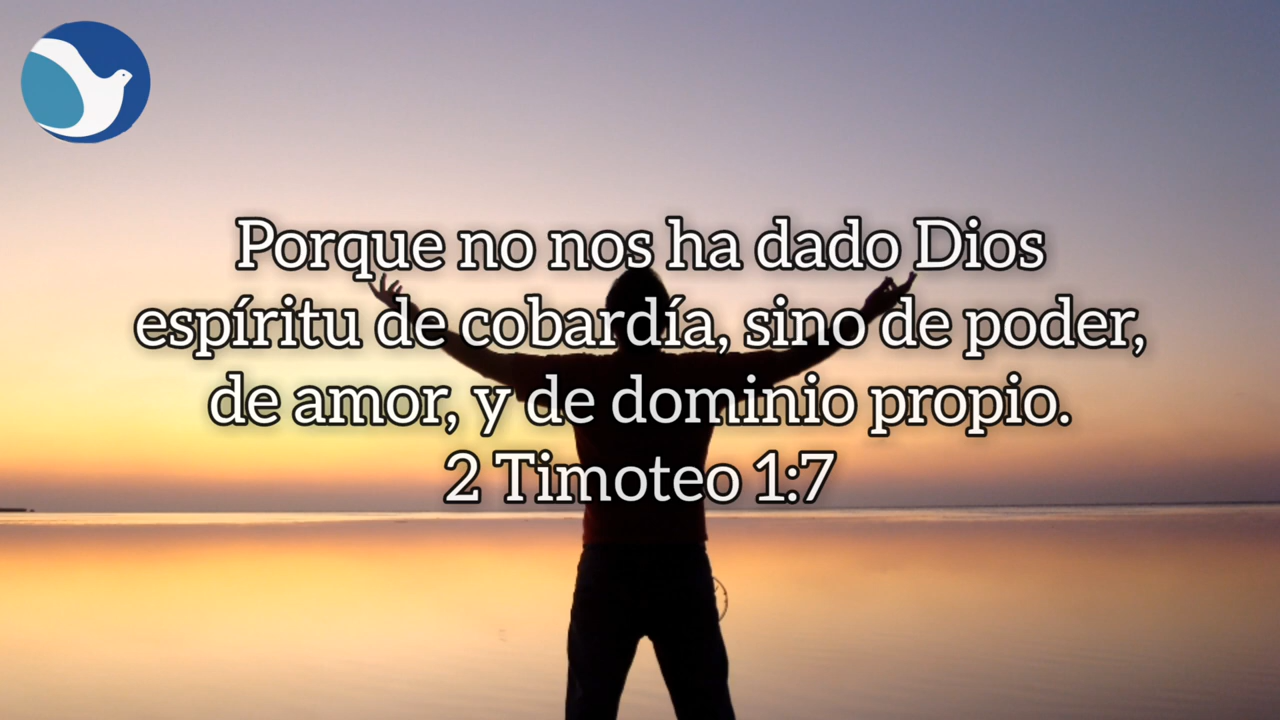 Porque no nos ha dado Dios
espíritu de cobardía, sino de poder,
de amor, y de dominio propio.
2 Timoteo 1:7